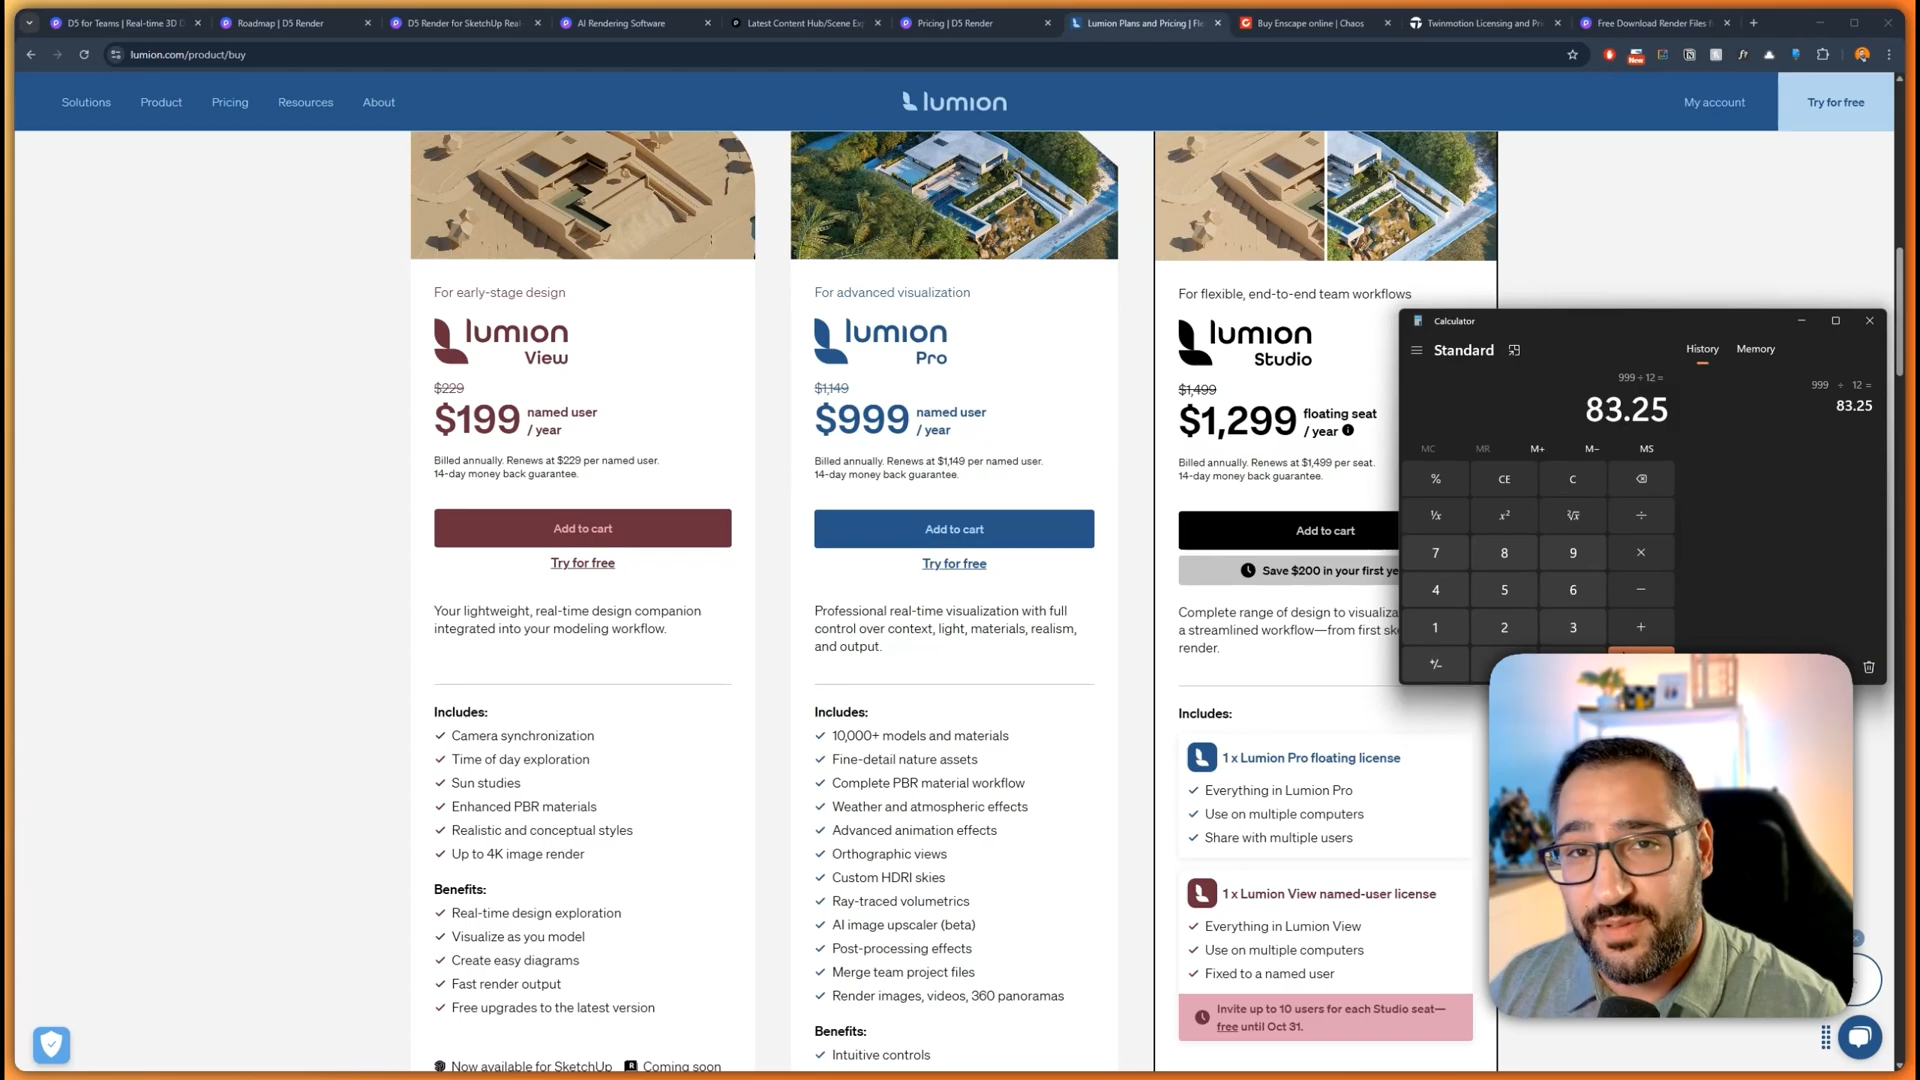 D5 for Teams | Real-time 3D D
Roadmap | D5 Render
D5 Render for SketchUp Real-
AI Rendering Software
Latest Content Hub/Scene Exp
Pricing | D5 Render
Lumion Plans and Pricing | Fle
Buy Enscape online | Chaos
Twinmotion Licensing and Pri
Free Download Render Files f
lumion.com/product/buy
New
Solutions
Product
Pricing
Resources
About
lumion
My account
Try for free
For early-stage design
lumion
View
$229
$199 named user
/ year
Billed annually. Renews at $229 per named user.
14-day money back guarantee.
Add to cart
Try for free
Your lightweight, real-time design companion
integrated into your modeling workflow.
Includes:
Camera synchronization
Time of day exploration
Sun studies
Enhanced PBR materials
Realistic and conceptual styles
Up to 4K image render
Benefits:
Real-time design exploration
Visualize as you model
Create easy diagrams
Fast render output
Free upgrades to the latest version
Now available for SketchUp
Coming soon
For advanced visualization
lumion
Pro
$1,149
$999 named user
/ year
Billed annually. Renews at $1,149 per named user.
14-day money back guarantee.
Add to cart
Try for free
Professional real-time visualization with full
control over context, light, materials, realism,
and output.
Includes:
10,000+ models and materials
Fine-detail nature assets
Complete PBR material workflow
Weather and atmospheric effects
Advanced animation effects
Orthographic views
Custom HDRI skies
Ray-traced volumetrics
AI image upscaler (beta)
Post-processing effects
Merge team project files
Render images, videos, 360 panoramas
Benefits:
Intuitive controls
For flexible, end-to-end team workflows
lumion
Studio
$1,499
$1,299 floating seat
/ year
Billed annually. Renews at $1,499 per seat.
14-day money back guarantee.
Add to cart
Save $200 in your first ye
Complete range of design to visualiza
a streamlined workflow—from first sk
render.
Includes:
1 x Lumion Pro floating license
Everything in Lumion Pro
Use on multiple computers
Share with multiple users
1 x Lumion View named-user license
Everything in Lumion View
Use on multiple computers
Fixed to a named user
Invite up to 10 users for each Studio seat—
free until Oct 31.
Calculator
Standard
History
Memory
999 ÷ 12 =
83.25
999 ÷ 12 =
83.25
MC MR M+ M− MS
% CE C
¹/x x² ²√x ÷
7 8 9 ×
4 5 6 −
1 2 3 +
+/−